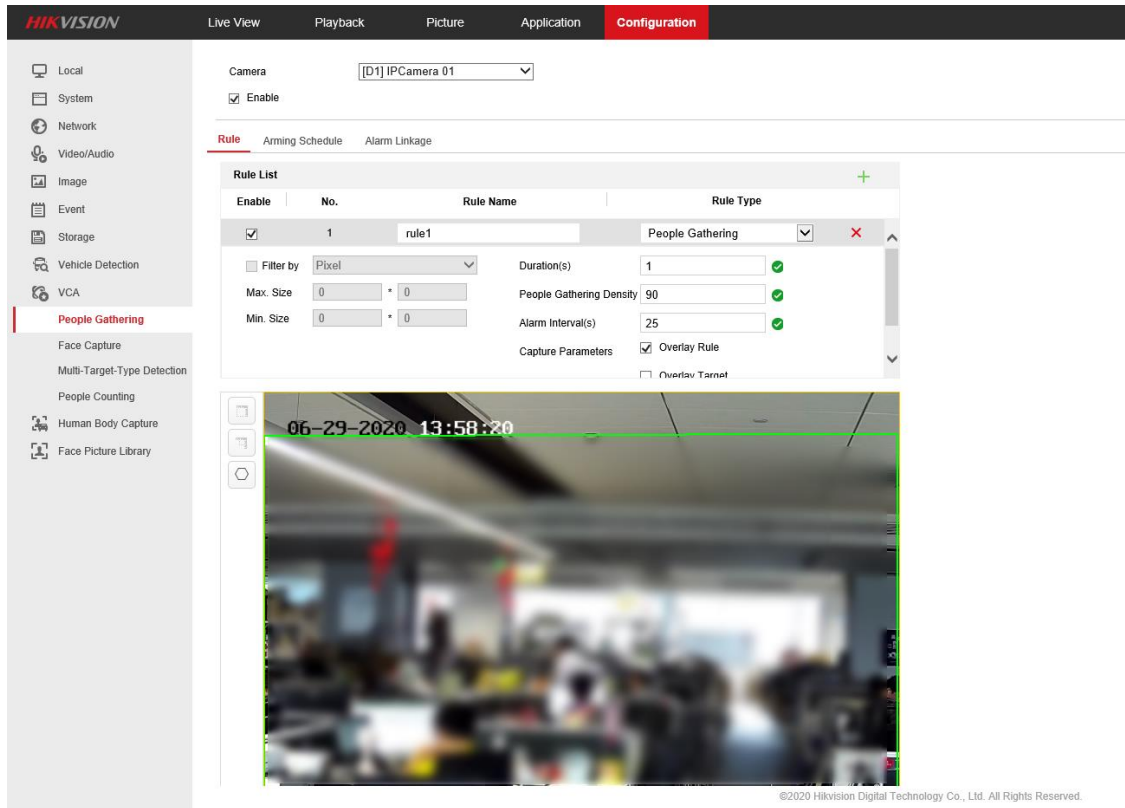 HIKVISION Live View Playback Picture Application Configuration
Local
System
Network
Video/Audio
Image
Event
Storage
Vehicle Detection
VCA
People Gathering
Face Capture
Multi-Target-Type Detection
People Counting
Human Body Capture
Face Picture Library
Camera [D1] IPCamera 01
Enable
Rule Arming Schedule Alarm Linkage
Rule List
Enable No. Rule Name Rule Type
1 rule1 People Gathering
Filter by Pixel Duration(s) 1
Max. Size 0 * 0 People Gathering Density 90
Min. Size 0 * 0 Alarm Interval(s) 25
Capture Parameters Overlay Rule
Overlay Target
06-29-2020 13:58:20
©2020 Hikvision Digital Technology Co., Ltd. All Rights Reserved.